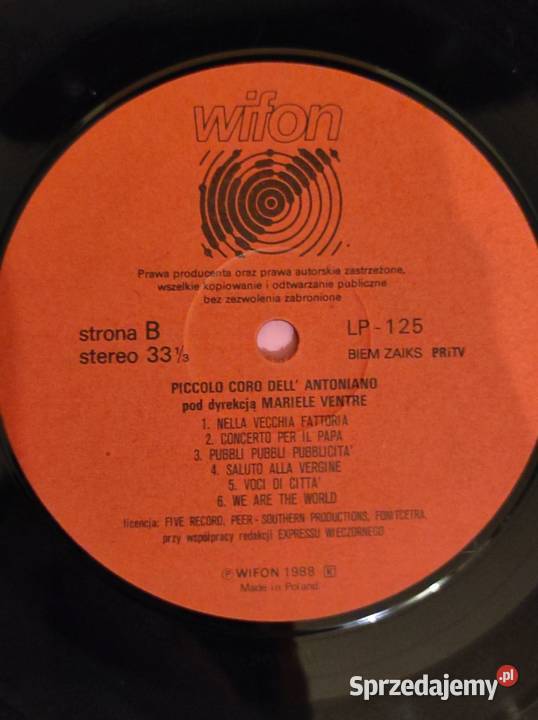 wifon
Prawa producenta oraz prawa autorskie zastrzeżone,
wszelkie kopiowanie i odtwarzanie publiczne
bez zezwolenia zabronione
strona B LP - 125
stereo 33 ⅓ BIEM ZAIKS PRiTV
PICCOLO CORO DELL' ANTONIANO
pod dyrekcją MARIELE VENTRE
1. NELLA VECCHIA FATTORIA
2. CONCERTO PER IL PAPA
3. PUBBLI PUBBLI PUBBLICITA'
4. SALUTO ALLA VERGINE
5. VOCI DI CITTA'
6. WE ARE THE WORLD
licencja: FIVE RECORD, PEER - SOUTHERN PRODUCTIONS, FONITCETRA,
przy współpracy redakcji EXPRESSU WIECZORNEGO
Ⓟ WIFON 1988 K
Made in Poland
Sprzedajemy.pl